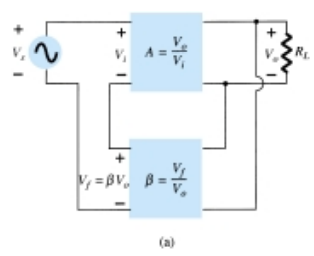 + + +
V_s V_i A = V_o/V_i V_o R_L
− − −
+
V_f = βV_o β = V_f/V_o
−
(a)